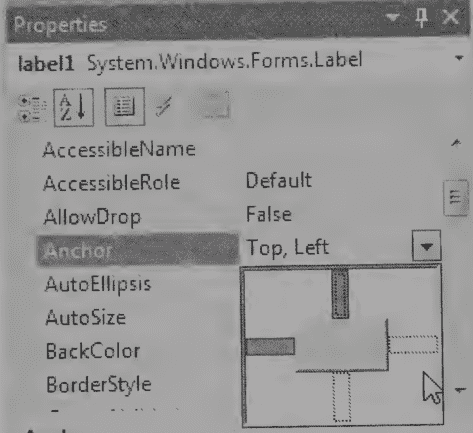 Properties
label1 System.Windows.Forms.Label
AccessibleName
AccessibleRole Default
AllowDrop False
Anchor Top, Left
AutoEllipsis
AutoSize
BackColor
BorderStyle